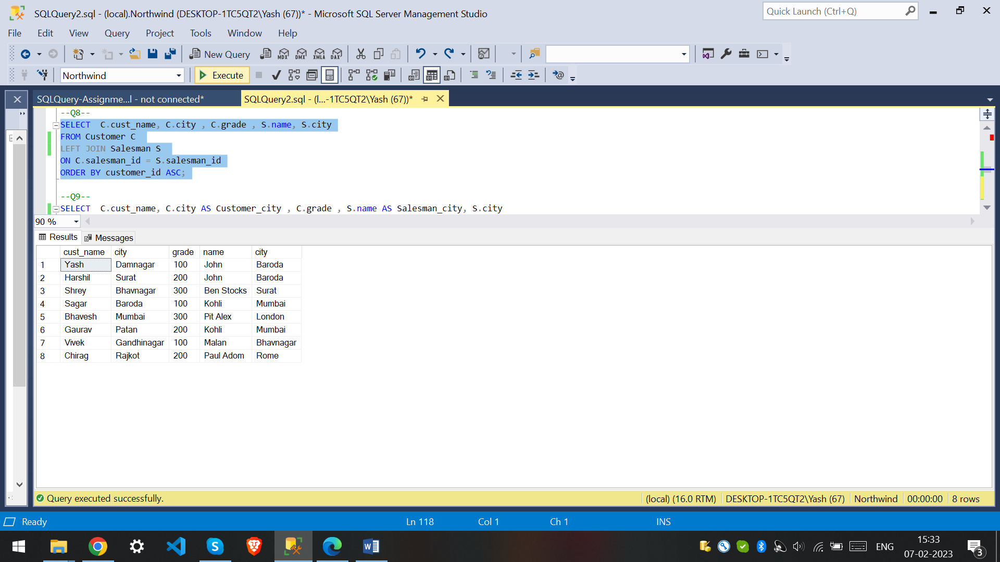 SQLQuery2.sql - (local).Northwind (DESKTOP-1TC5QT2\Yash (67))* - Microsoft SQL Server Management Studio
Quick Launch (Ctrl+Q)
File Edit View Query Project Tools Window Help
New Query MDX DMX XMLA DAX
Northwind Execute
SQLQuery-Assignme...l - not connected* SQLQuery2.sql - (l...-1TC5QT2\Yash (67))*
--Q8--
SELECT  C.cust_name, C.city , C.grade , S.name, S.city
FROM Customer C
LEFT JOIN Salesman S
ON C.salesman_id = S.salesman_id
ORDER BY customer_id ASC;
--Q9--
SELECT  C.cust_name, C.city AS Customer_city , C.grade , S.name AS Salesman_city, S.city
90 %
Results Messages
cust_name city grade name city
1 Yash Damnagar 100 John Baroda
2 Harshil Surat 200 John Baroda
3 Shrey Bhavnagar 300 Ben Stocks Surat
4 Sagar Baroda 100 Kohli Mumbai
5 Bhavesh Mumbai 300 Pit Alex London
6 Gaurav Patan 200 Kohli Mumbai
7 Vivek Gandhinagar 100 Malan Bhavnagar
8 Chirag Rajkot 200 Paul Adom Rome
Query executed successfully. (local) (16.0 RTM) DESKTOP-1TC5QT2\Yash (67) Northwind 00:00:00 8 rows
Ready Ln 118 Col 1 Ch 1 INS
ENG
15:33
07-02-2023
3